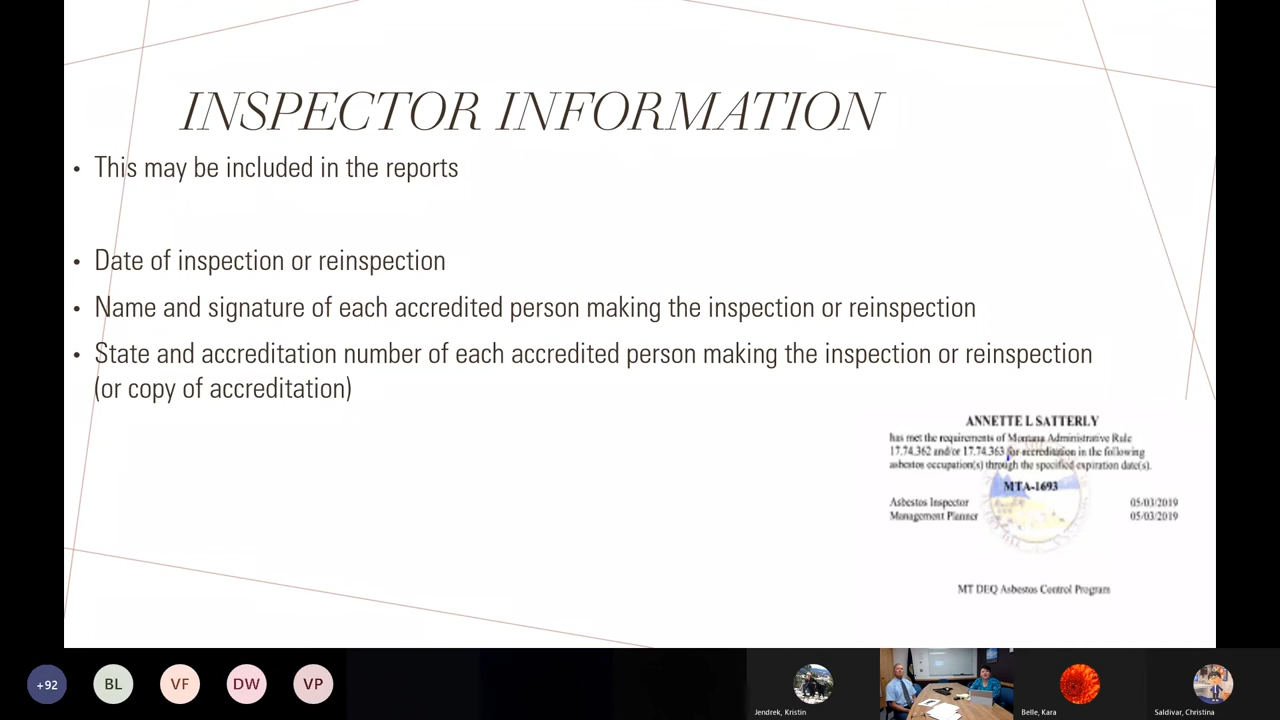 INSPECTOR INFORMATION
• This may be included in the reports
• Date of inspection or reinspection
• Name and signature of each accredited person making the inspection or reinspection
• State and accreditation number of each accredited person making the inspection or reinspection
(or copy of accreditation)
ANNETTE L SATTERLY
has met the requirements of Montana Administrative Rule
17.74.362 and/or 17.74.363 for accreditation in the following
asbestos occupation(s) through the specified expiration date(s).
MTA-1693
Asbestos Inspector 05/03/2019
Management Planner 05/03/2019
MT DEQ Asbestos Control Program
+92 BL VF DW VP
Jendrek, Kristin Belle, Kara Saldivar, Christina